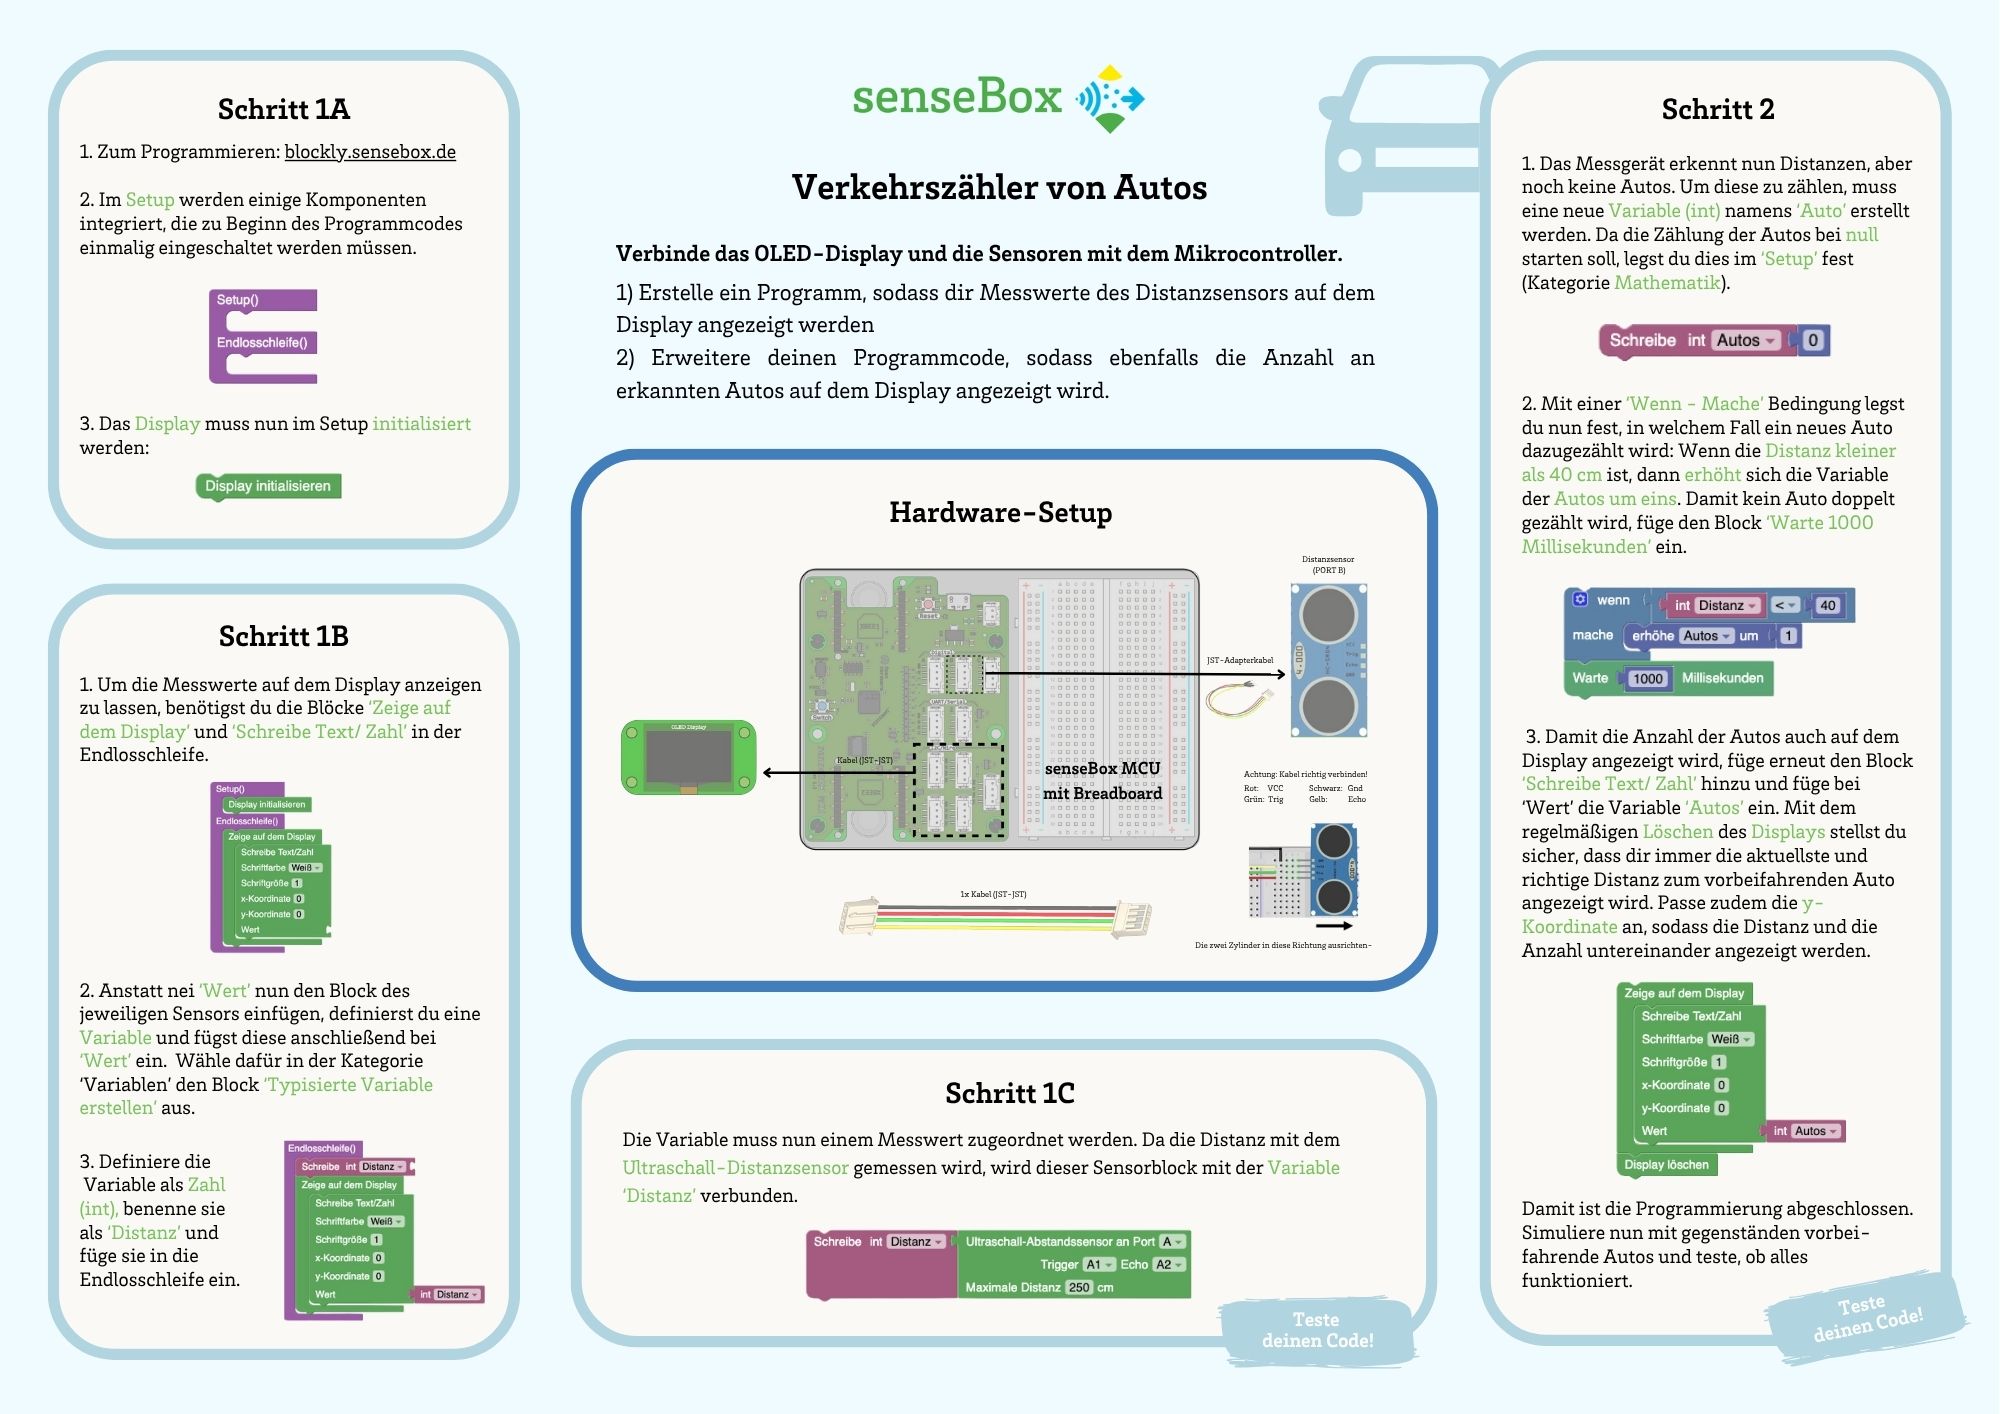 senseBox
Verkehrszähler von Autos
Verbinde das OLED-Display und die Sensoren mit dem Mikrocontroller.
1) Erstelle ein Programm, sodass dir Messwerte des Distanzsensors auf dem
Display angezeigt werden
2) Erweitere deinen Programmcode, sodass ebenfalls die Anzahl an
erkannten Autos auf dem Display angezeigt wird.
Schritt 1A
1. Zum Programmieren: blockly.sensebox.de
2. Im Setup werden einige Komponenten
integriert, die zu Beginn des Programmcodes
einmalig eingeschaltet werden müssen.
Setup()
Endlosschleife()
3. Das Display muss nun im Setup initialisiert
werden:
Display initialisieren
Schritt 1B
1. Um die Messwerte auf dem Display anzeigen
zu lassen, benötigst du die Blöcke ‘Zeige auf
dem Display’ und ‘Schreibe Text/ Zahl’ in der
Endlosschleife.
Setup()
Display initialisieren
Endlosschleife()
Zeige auf dem Display
Schreibe Text/Zahl
Schriftfarbe Weiß
Schriftgröße 1
x-Koordinate 0
y-Koordinate 0
Wert
2. Anstatt nei ‘Wert’ nun den Block des
jeweiligen Sensors einfügen, definierst du eine
Variable und fügst diese anschließend bei
‘Wert’ ein. Wähle dafür in der Kategorie
‘Variablen’ den Block ‘Typisierte Variable
erstellen’ aus.
3. Definiere die
Variable als Zahl
(int), benenne sie
als ‘Distanz’ und
füge sie in die
Endlosschleife ein.
Endlosschleife()
Schreibe int Distanz
Zeige auf dem Display
Schreibe Text/Zahl
Schriftfarbe Weiß
Schriftgröße 1
x-Koordinate 0
y-Koordinate 0
Wert int Distanz
Hardware-Setup
Distanzsensor
(PORT B)
JST-Adapterkabel
Reset
Digital
UART/Serial
Switch
OLED Display
Kabel (JST-JST)
senseBox MCU
mit Breadboard
Achtung: Kabel richtig verbinden!
Rot: VCC Schwarz: Gnd
Grün: Trig Gelb: Echo
1x Kabel (JST-JST)
Die zwei Zylinder in diese Richtung ausrichten-
Schritt 1C
Die Variable muss nun einem Messwert zugeordnet werden. Da die Distanz mit dem
Ultraschall-Distanzsensor gemessen wird, wird dieser Sensorblock mit der Variable
‘Distanz’ verbunden.
Schreibe int Distanz Ultraschall-Abstandssensor an Port A
Trigger A1 Echo A2
Maximale Distanz 250 cm
Teste
deinen Code!
Schritt 2
1. Das Messgerät erkennt nun Distanzen, aber
noch keine Autos. Um diese zu zählen, muss
eine neue Variable (int) namens ‘Auto’ erstellt
werden. Da die Zählung der Autos bei null
starten soll, legst du dies im ‘Setup’ fest
(Kategorie Mathematik).
Schreibe int Autos 0
2. Mit einer ‘Wenn - Mache’ Bedingung legst
du nun fest, in welchem Fall ein neues Auto
dazugezählt wird: Wenn die Distanz kleiner
als 40 cm ist, dann erhöht sich die Variable
der Autos um eins. Damit kein Auto doppelt
gezählt wird, füge den Block ‘Warte 1000
Millisekunden’ ein.
wenn int Distanz < 40
mache erhöhe Autos um 1
Warte 1000 Millisekunden
3. Damit die Anzahl der Autos auch auf dem
Display angezeigt wird, füge erneut den Block
‘Schreibe Text/ Zahl’ hinzu und füge bei
‘Wert’ die Variable ‘Autos’ ein. Mit dem
regelmäßigen Löschen des Displays stellst du
sicher, dass dir immer die aktuellste und
richtige Distanz zum vorbeifahrenden Auto
angezeigt wird. Passe zudem die y-
Koordinate an, sodass die Distanz und die
Anzahl untereinander angezeigt werden.
Zeige auf dem Display
Schreibe Text/Zahl
Schriftfarbe Weiß
Schriftgröße 1
x-Koordinate 0
y-Koordinate 0
Wert int Autos
Display löschen
Damit ist die Programmierung abgeschlossen.
Simuliere nun mit gegenständen vorbei-
fahrende Autos und teste, ob alles
funktioniert.
Teste
deinen Code!